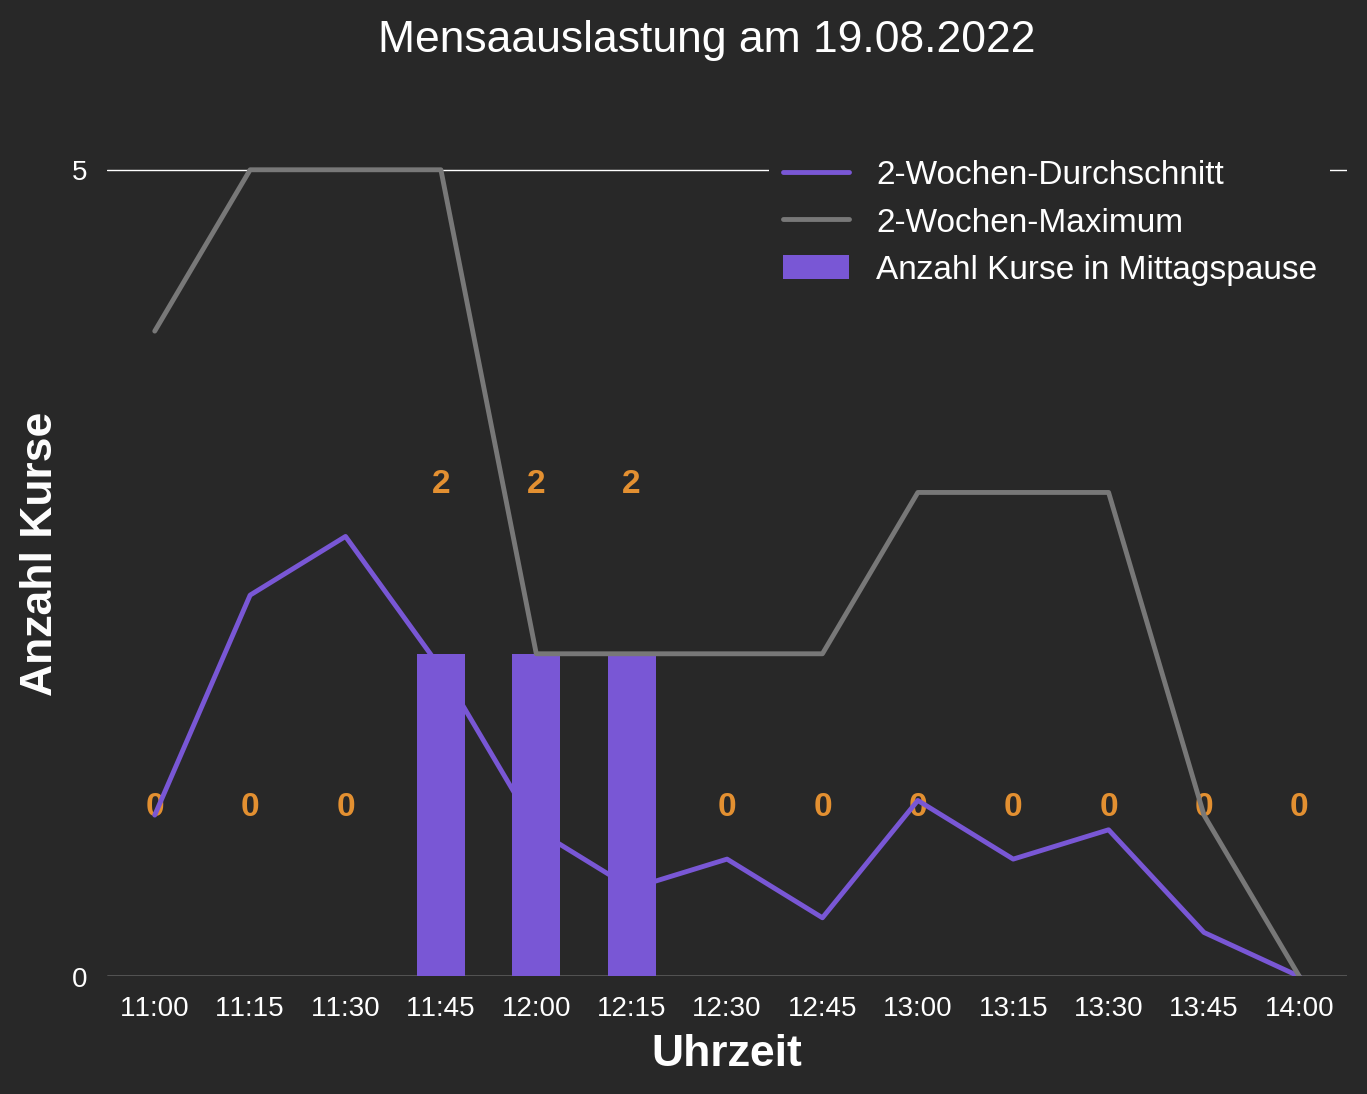 Mensaauslastung am 19.08.2022
5
2-Wochen-Durchschnitt
2-Wochen-Maximum
Anzahl Kurse in Mittagspause
Anzahl Kurse
2 2 2
0 0 0 0 0 0 0 0 0 0
0
11:00 11:15 11:30 11:45 12:00 12:15 12:30 12:45 13:00 13:15 13:30 13:45 14:00
Uhrzeit